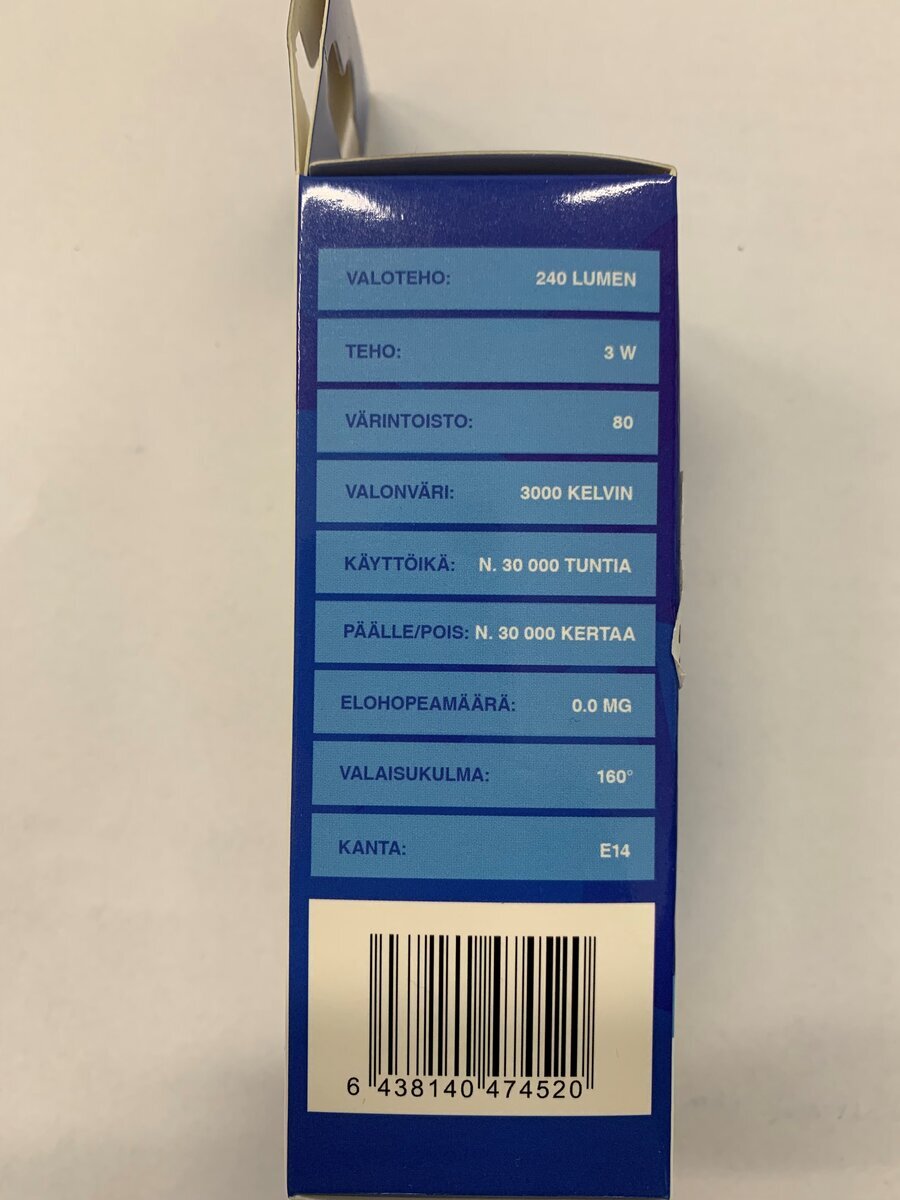 VALOTEHO: 240 LUMEN
TEHO: 3 W
VÄRINTOISTO: 80
VALONVÄRI: 3000 KELVIN
KÄYTTÖIKÄ: N. 30 000 TUNTIA
PÄÄLLE/POIS: N. 30 000 KERTAA
ELOHOPEAMÄÄRÄ: 0.0 MG
VALAISUKULMA: 160°
KANTA: E14
6 438140 474520